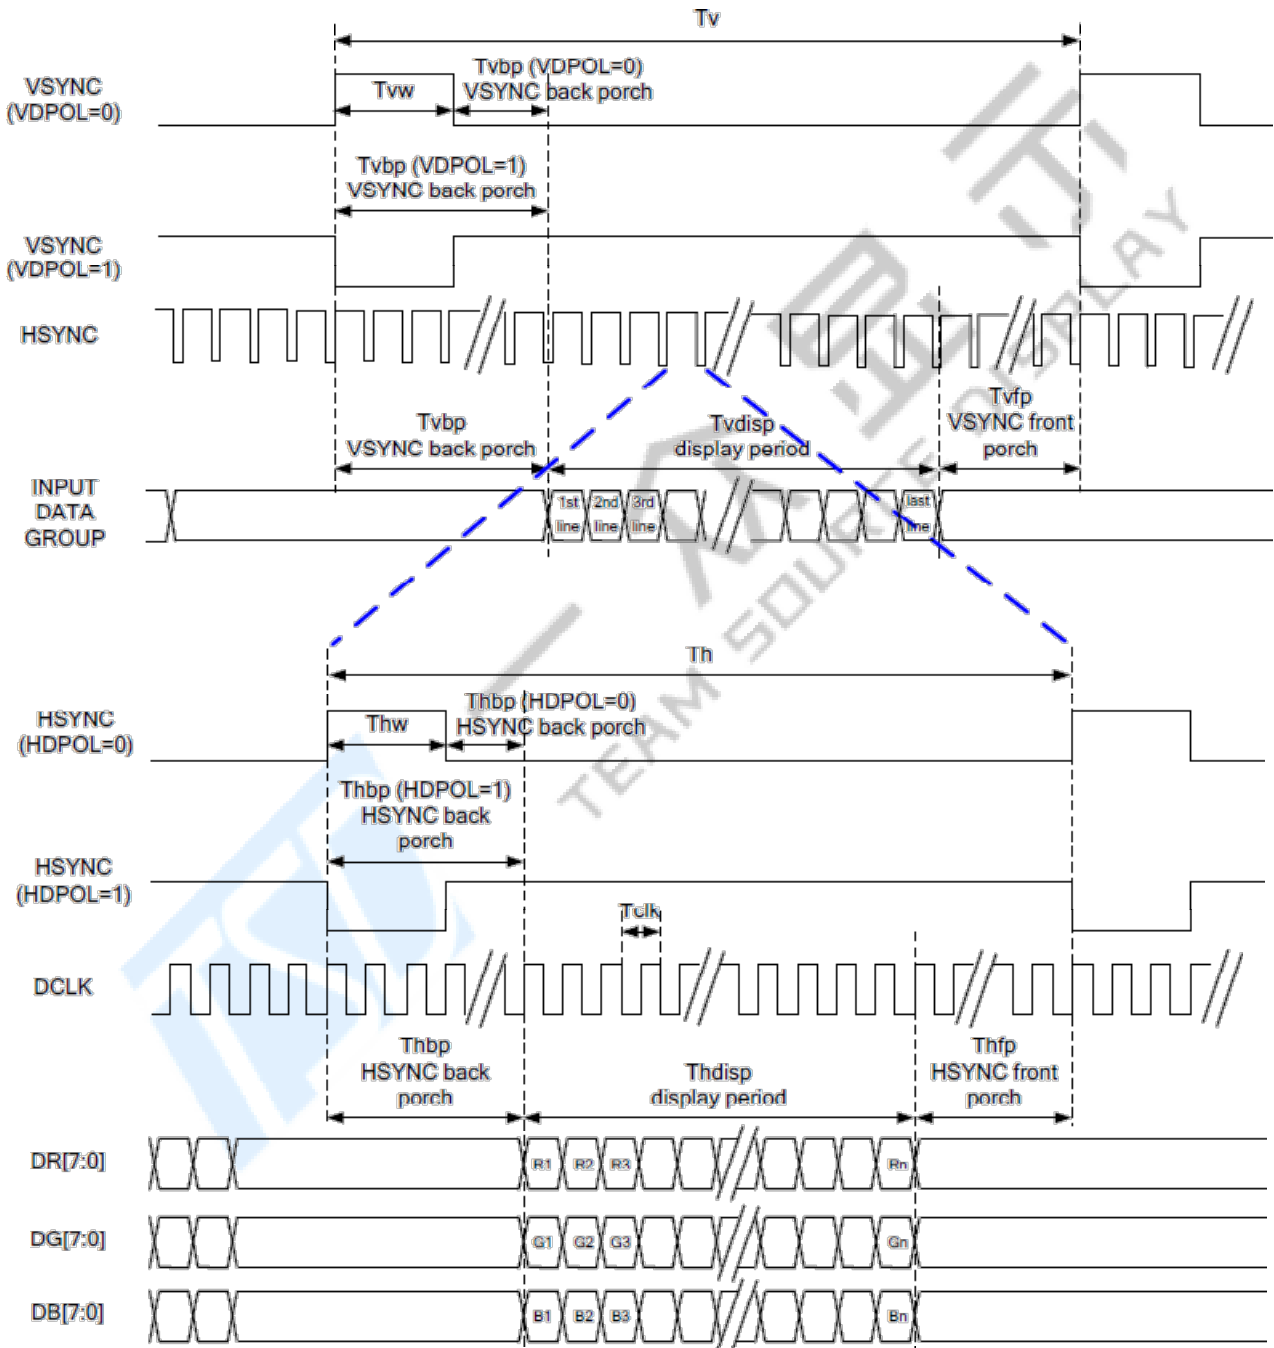 Tv
VSYNC
(VDPOL=0)
Tvw
Tvbp (VDPOL=0)
VSYNC back porch
Tvbp (VDPOL=1)
VSYNC back porch
VSYNC
(VDPOL=1)
HSYNC
Tvbp
VSYNC back porch
Tvdisp
display period
Tvfp
VSYNC front
porch
INPUT
DATA
GROUP
1st
line
2nd
line
3rd
line
last
line
Th
HSYNC
(HDPOL=0)
Thw
Thbp (HDPOL=0)
HSYNC back porch
Thbp (HDPOL=1)
HSYNC back
porch
HSYNC
(HDPOL=1)
Tclk
DCLK
Thbp
HSYNC back
porch
Thdisp
display period
Thfp
HSYNC front
porch
DR[7:0]
R1 R2 R3 Rn
DG[7:0]
G1 G2 G3 Gn
DB[7:0]
B1 B2 B3 Bn
一众显示
TEAM SOURCE DISPLAY
TSD